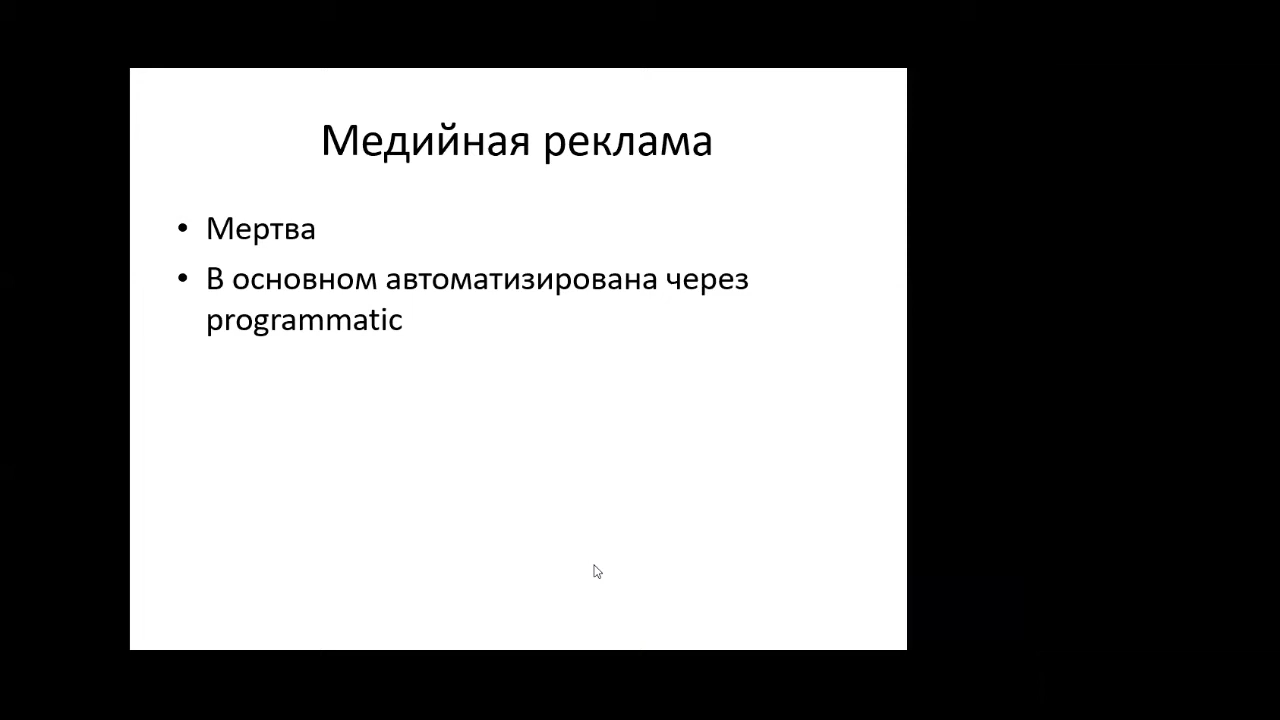 Медийная реклама
• Мертва
• В основном автоматизирована через
programmatic